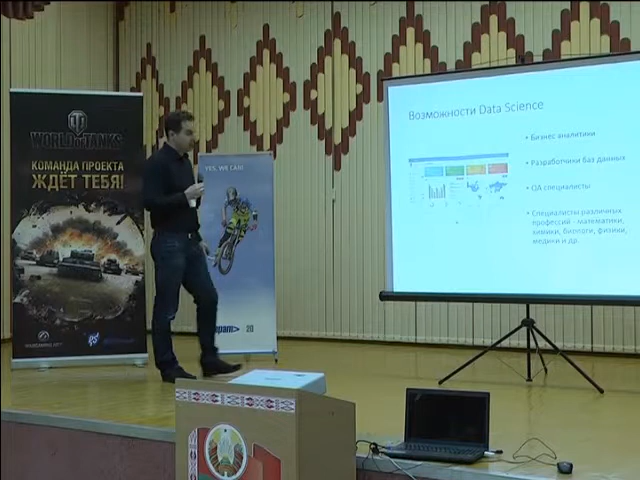 WORLD OF TANKS
КОМАНДА ПРОЕКТА
ЖДЁТ ТЕБЯ!
YES, WE CAN!
Возможности Data Science
• Бизнес аналитики
• Разработчики баз данных
• QA специалисты
• Специалисты различных
профессий - математики,
химики, биологи, физики,
медики и др.
20